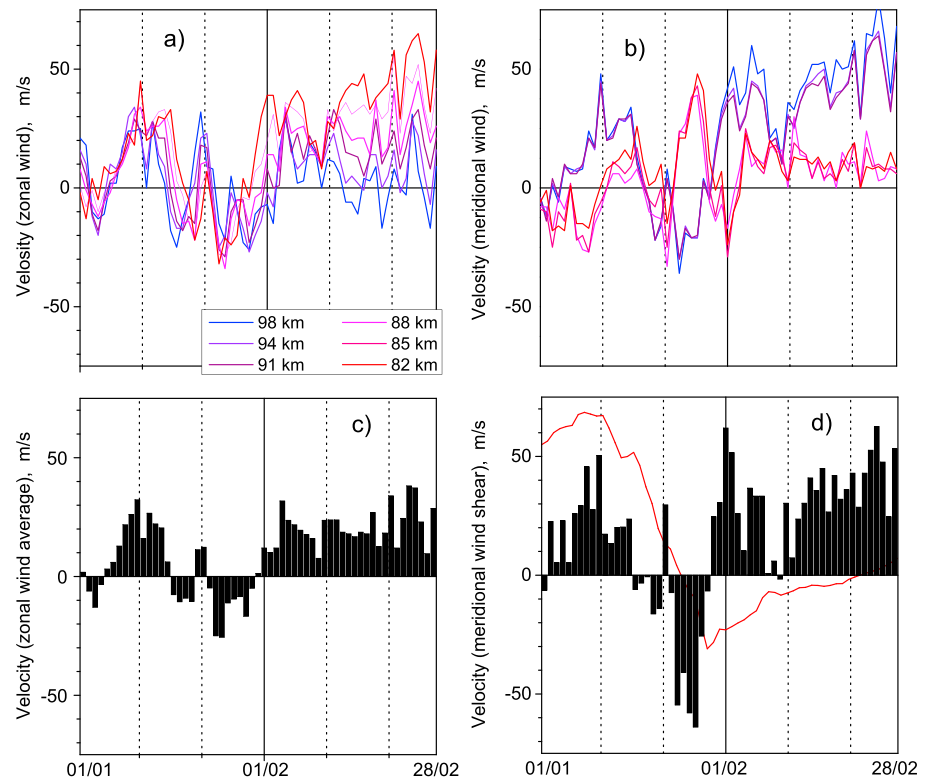 a)
b)
50
0
-50
Velosity (zonal wind),   m/s
50
0
-50
Velosity (meridional wind),   m/s
98 km
94 km
91 km
88 km
85 km
82 km
c)
d)
50
0
-50
Velocity (zonal wind average),  m/s
50
0
-50
Velocity (meridional wind shear),  m/s
01/01
01/02
28/02
01/01
01/02
28/02